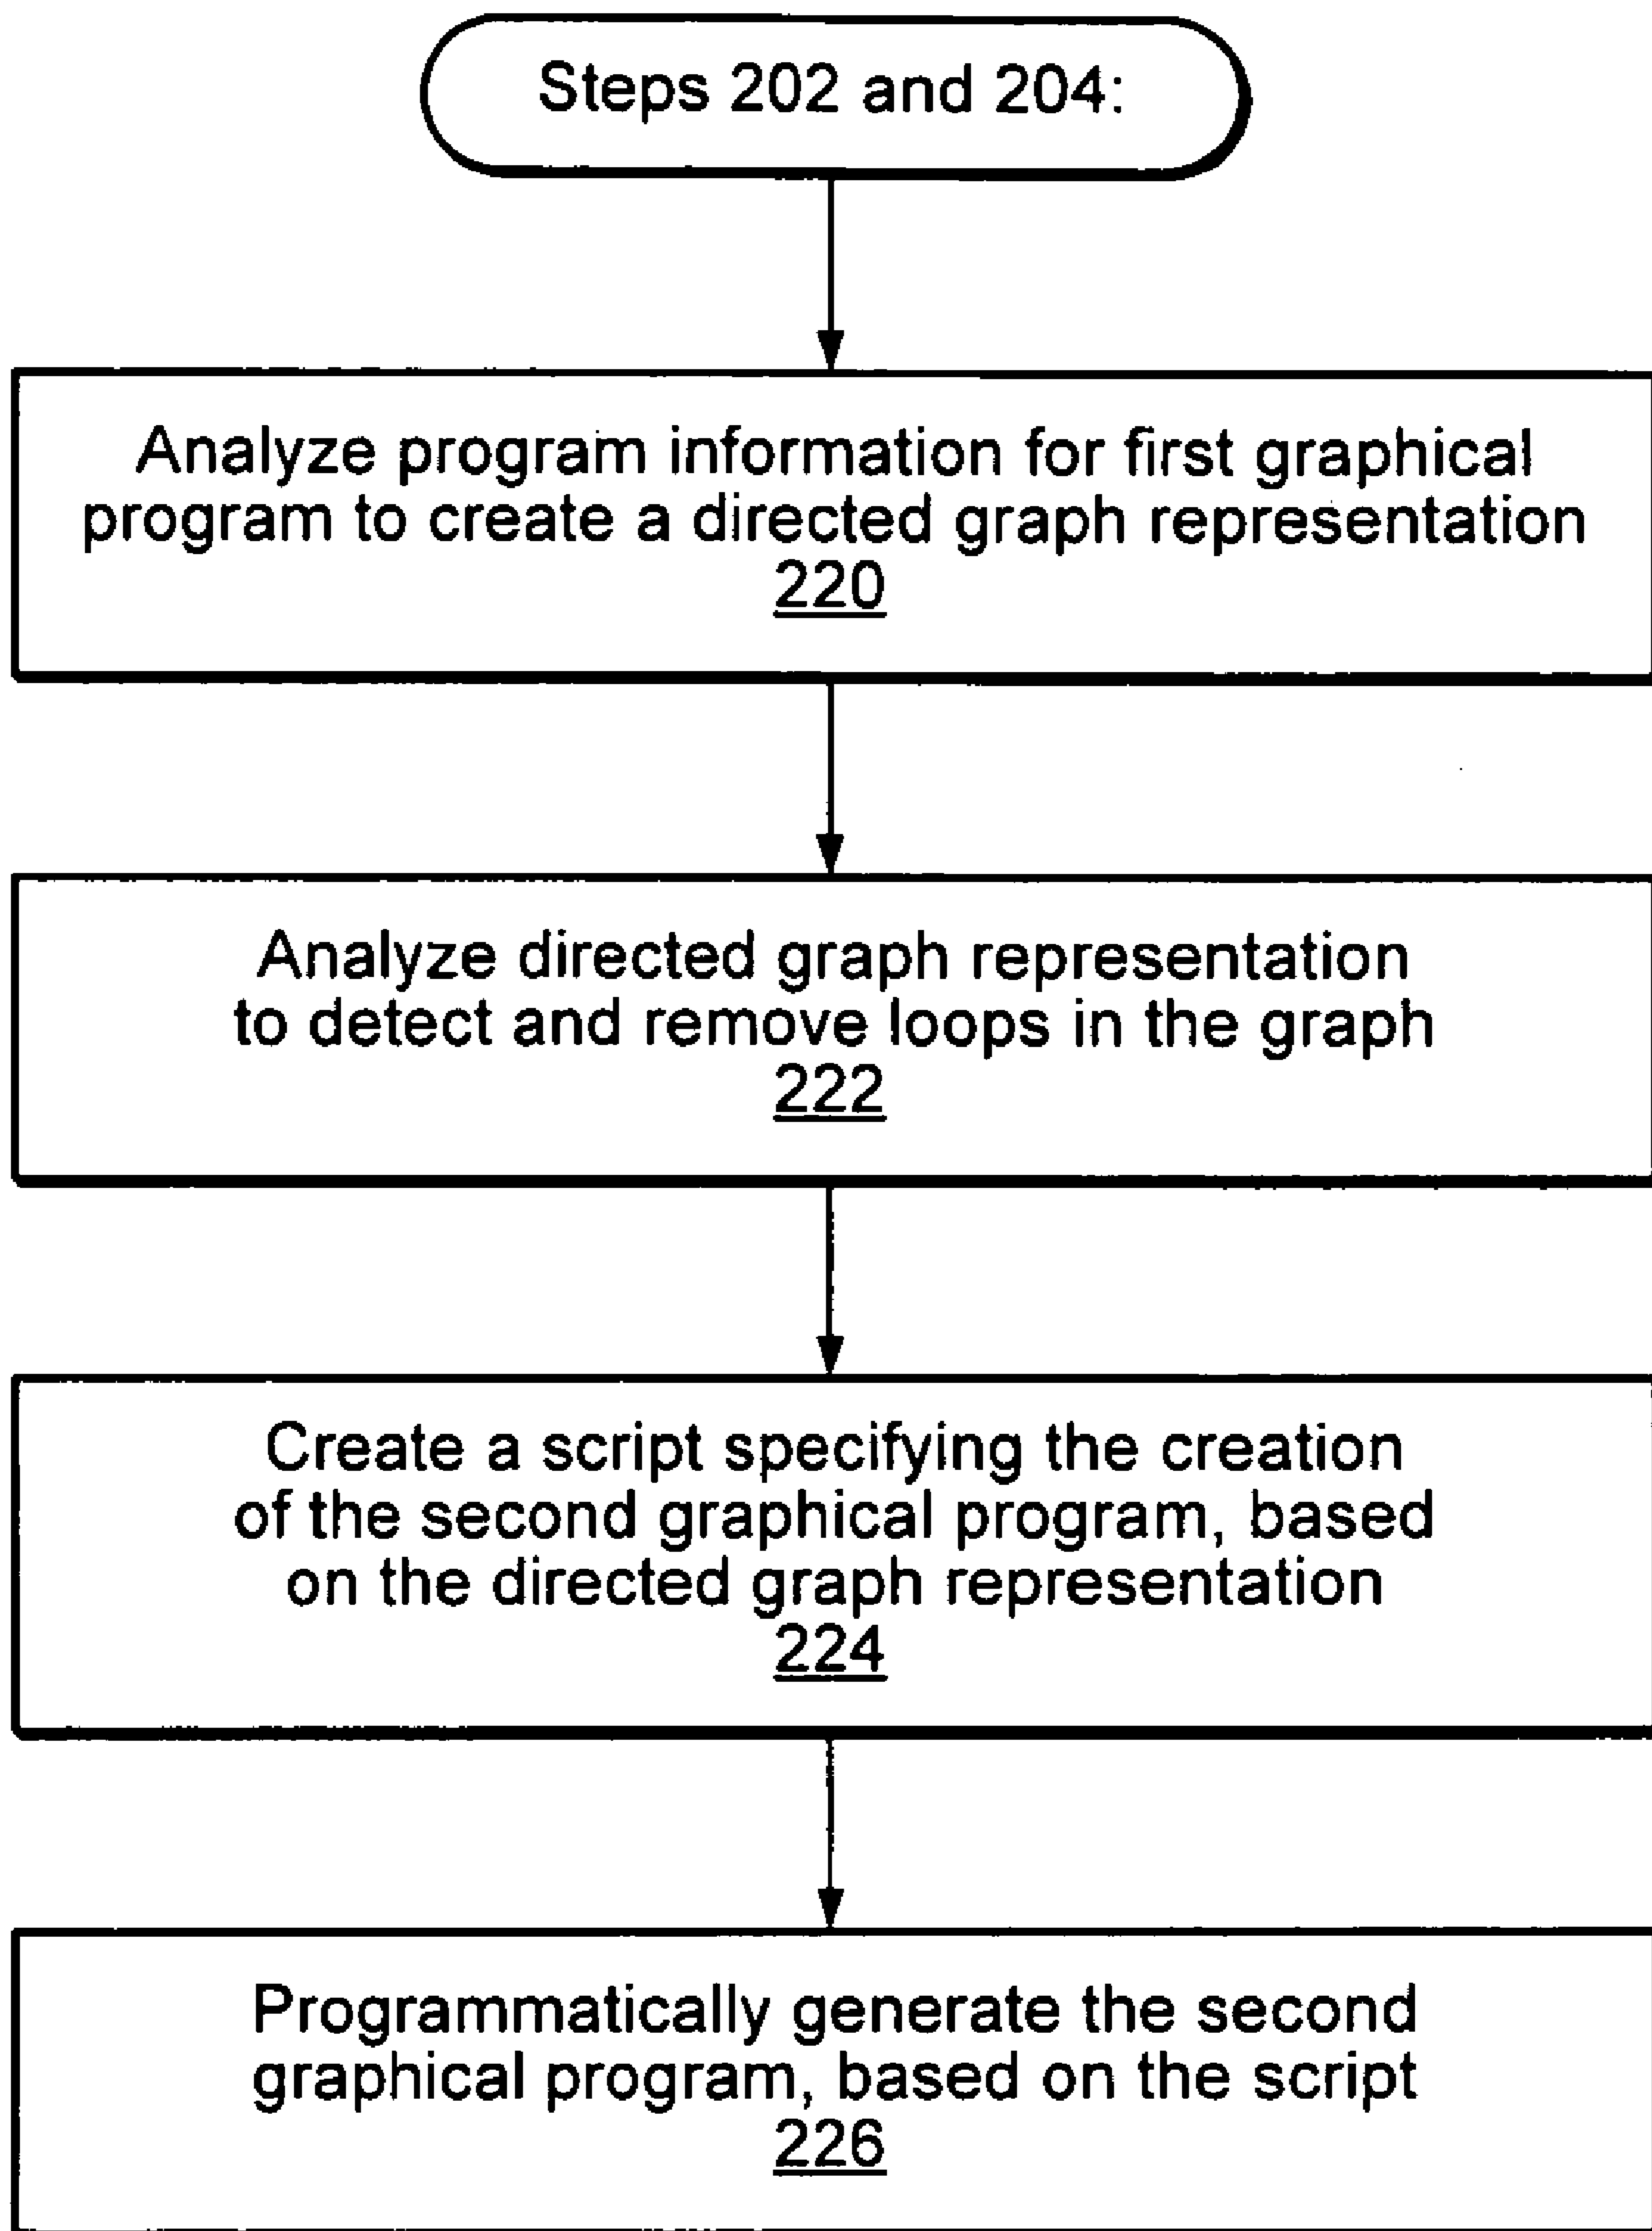 Steps 202 and 204:
Analyze program information for first graphical
program to create a directed graph representation
220
Analyze directed graph representation
to detect and remove loops in the graph
222
Create a script specifying the creation
of the second graphical program, based
on the directed graph representation
224
Programmatically generate the second
graphical program, based on the script
226